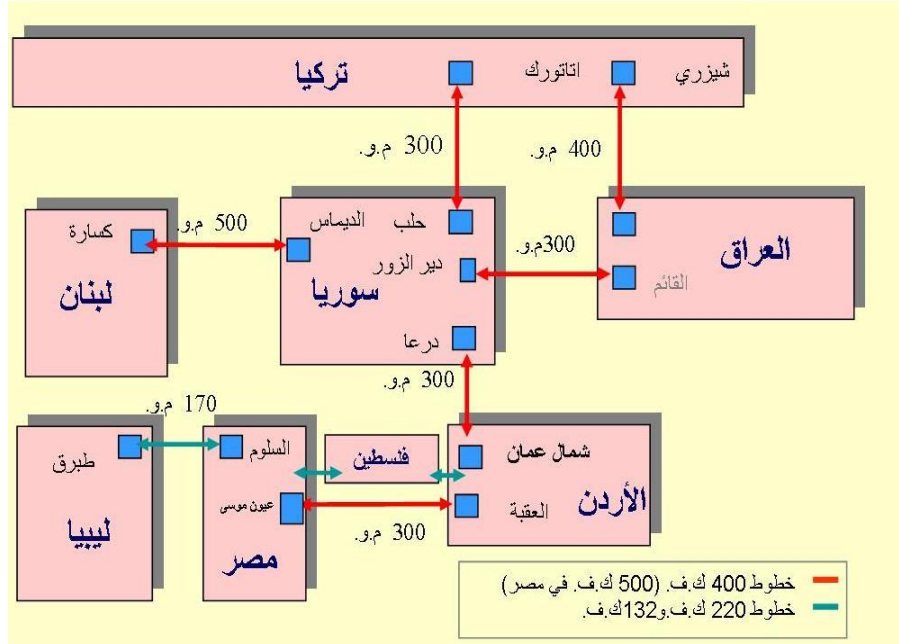 تركيا
اتاتورك
شيزري
300 م.و.
400 م.و.
لبنان
كسارة
500 م.و.
سوريا
الديماس
حلب
دير الزور
درعا
300م.و.
العراق
القائم
300 م.و.
170 م.و.
ليبيا
طبرق
مصر
السلوم
عيون موسى
فلسطين
300 م.و.
الأردن
شمال عمان
العقبة
خطوط 400 ك.ف. (500 ك.ف. في مصر)
خطوط 220 ك.ف.و132ك.ف.